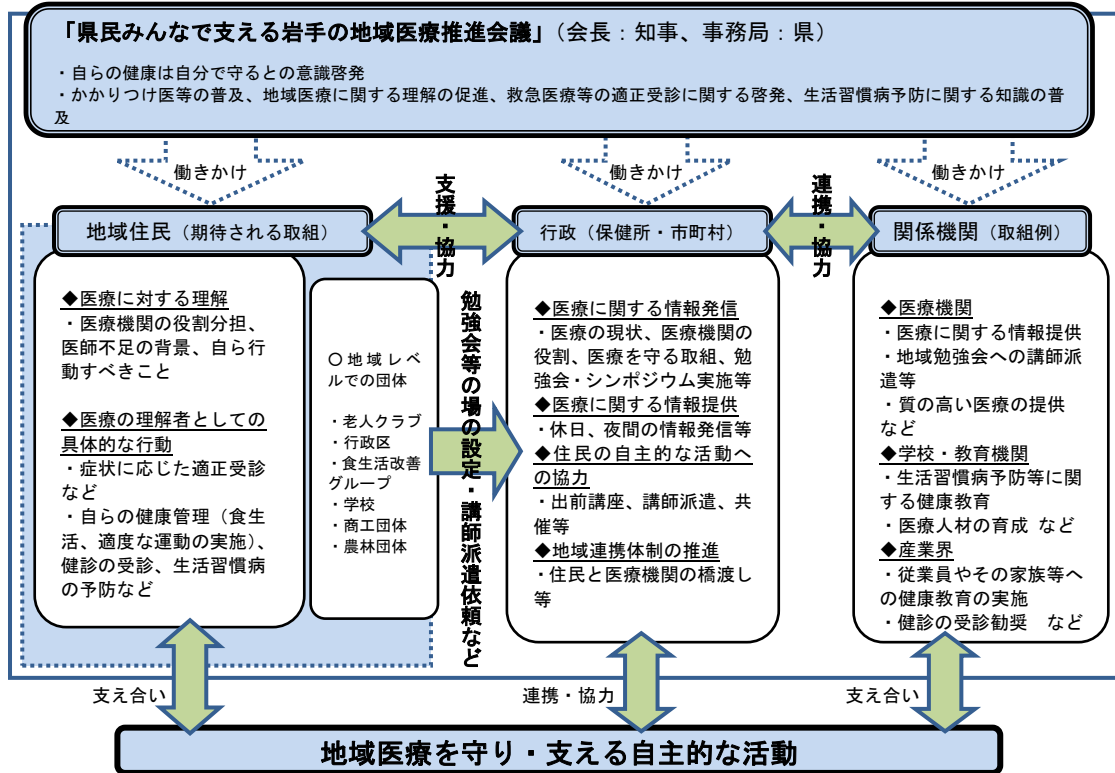 「県民みんなで支える岩手の地域医療推進会議」（会長：知事、事務局：県）
・自らの健康は自分で守るとの意識啓発
・かかりつけ医等の普及、地域医療に関する理解の促進、救急医療等の適正受診に関する啓発、生活習慣病予防に関する知識の普
及
働きかけ
働きかけ
働きかけ
支援・協力
連携・協力
地域住民（期待される取組）
行政（保健所・市町村）
関係機関（取組例）
◆医療に対する理解
・医療機関の役割分担、
医師不足の背景、自ら行
動すべきこと
◆医療の理解者としての
具体的な行動
・症状に応じた適正受診
など
・自らの健康管理（食生
活、適度な運動の実施）、
健診の受診、生活習慣病
の予防など
〇地域レベ
ルでの団体
・老人クラブ
・行政区
・食生活改善
グループ
・学校
・商工団体
・農林団体
勉強会等の場の設定・講師派遣依頼など
◆医療に関する情報発信
・医療の現状、医療機関の
役割、医療を守る取組、勉
強会・シンポジウム実施等
◆医療に関する情報提供
・休日、夜間の情報発信等
◆住民の自主的な活動へ
の協力
・出前講座、講師派遣、共
催等
◆地域連携体制の推進
・住民と医療機関の橋渡し
等
◆医療機関
・医療に関する情報提供
・地域勉強会への講師派
遣等
・質の高い医療の提供
など
◆学校・教育機関
・生活習慣病予防等に関
する健康教育
・医療人材の育成 など
◆産業界
・従業員やその家族等へ
の健康教育の実施
・健診の受診勧奨　など
支え合い
連携・協力
支え合い
地域医療を守り・支える自主的な活動